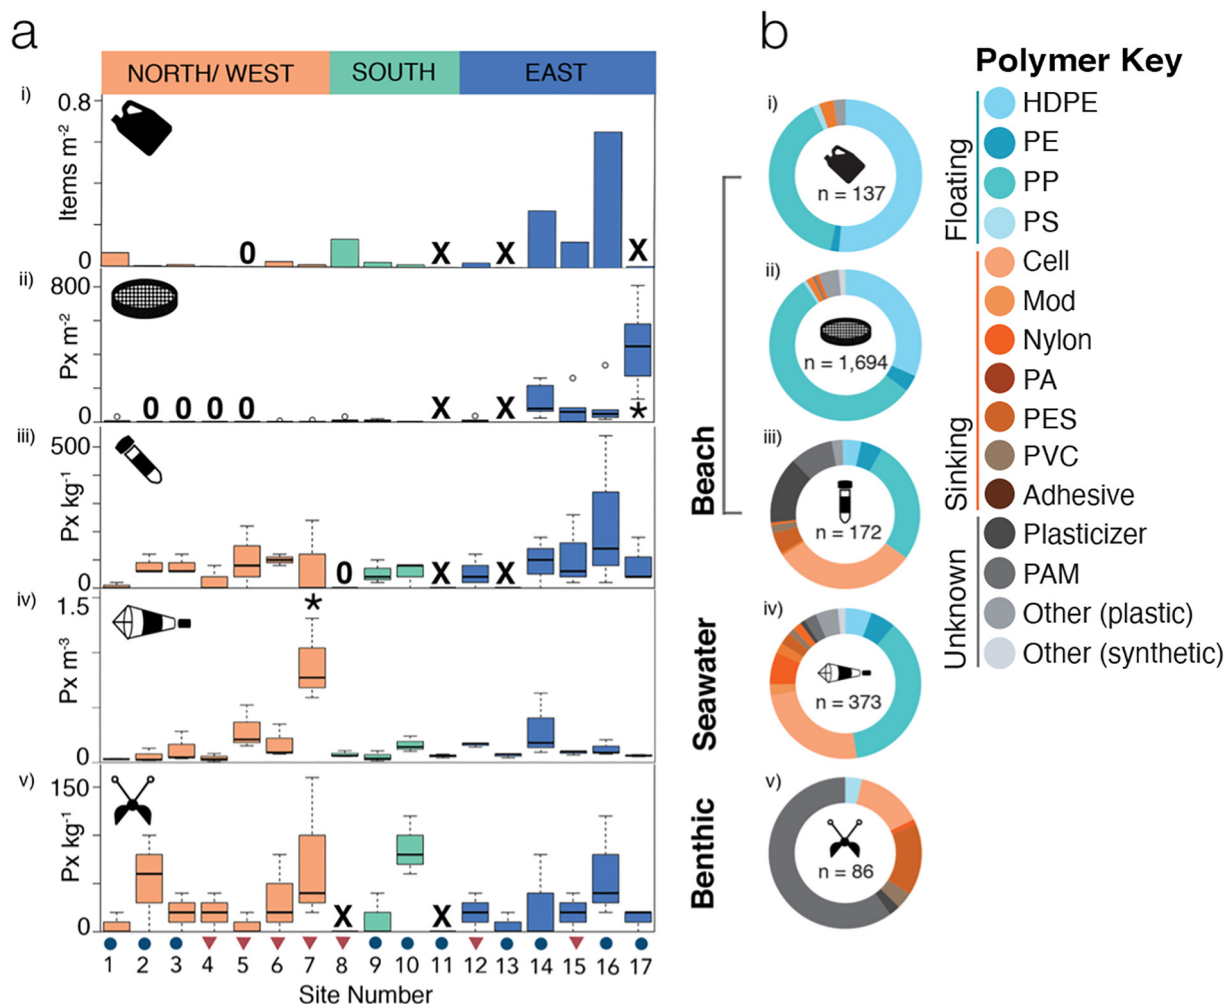 a
NORTH/ WEST SOUTH EAST
i)
0.8
Items m-2
0
0 X X X
ii)
800
Px m-2
0
0 0 0 0 X X *
iii)
500
Px kg-1
0
0 X X
iv)
1.5
Px m-3
0
*
v)
150
Px kg-1
0
X X
1 2 3 4 5 6 7 8 9 10 11 12 13 14 15 16 17
Site Number
b
Beach
i)
n = 137
ii)
n = 1,694
iii)
n = 172
Seawater
iv)
n = 373
Benthic
v)
n = 86
Polymer Key
Floating
HDPE
PE
PP
PS
Sinking
Cell
Mod
Nylon
PA
PES
PVC
Adhesive
Unknown
Plasticizer
PAM
Other (plastic)
Other (synthetic)